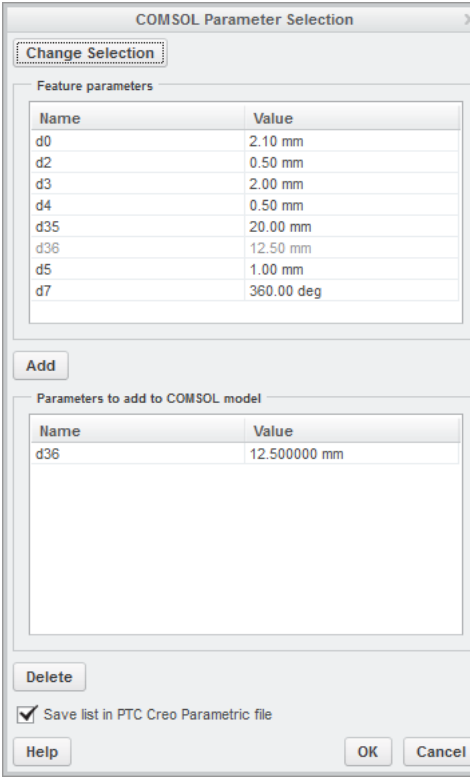 COMSOL Parameter Selection
Change Selection
Feature parameters
Name Value
d0 2.10 mm
d2 0.50 mm
d3 2.00 mm
d4 0.50 mm
d35 20.00 mm
d36 12.50 mm
d5 1.00 mm
d7 360.00 deg
Add
Parameters to add to COMSOL model
Name Value
d36 12.500000 mm
Delete
Save list in PTC Creo Parametric file
Help OK Cancel